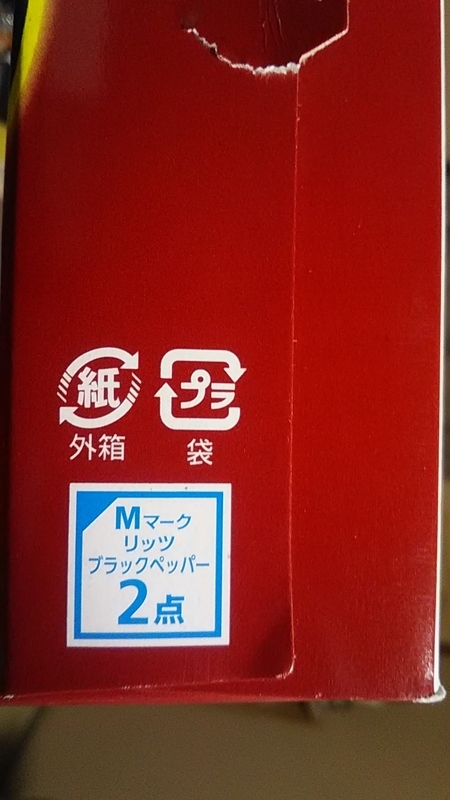 紙 プラ
外箱 袋
Mマーク
リッツ
ブラックペッパー
2点